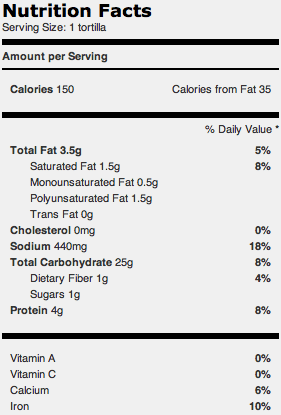 Nutrition Facts
Serving Size: 1 tortilla
Amount per Serving
Calories 150 Calories from Fat 35
% Daily Value *
Total Fat 3.5g 5%
Saturated Fat 1.5g 8%
Monounsaturated Fat 0.5g
Polyunsaturated Fat 1.5g
Trans Fat 0g
Cholesterol 0mg 0%
Sodium 440mg 18%
Total Carbohydrate 25g 8%
Dietary Fiber 1g 4%
Sugars 1g
Protein 4g 8%
Vitamin A 0%
Vitamin C 0%
Calcium 6%
Iron 10%